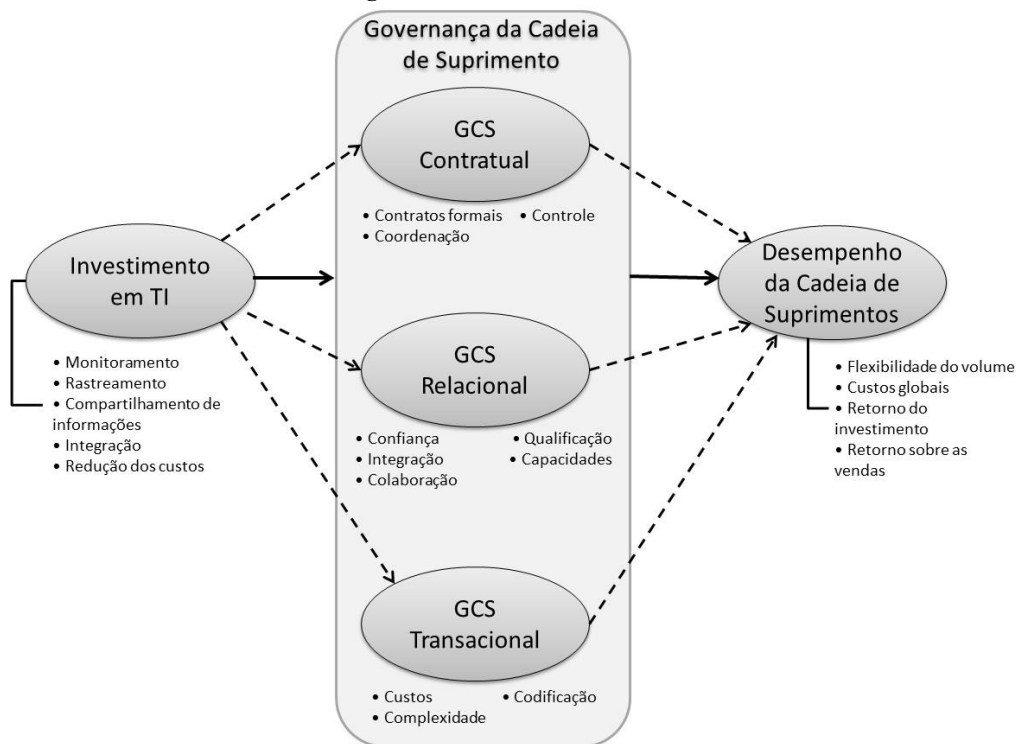 Governança da Cadeia
de Suprimento
GCS
Contratual
• Contratos formais • Controle
• Coordenação
Investimento
em TI
• Monitoramento
• Rastreamento
• Compartilhamento de
informações
• Integração
• Redução dos custos
GCS
Relacional
• Confiança • Qualificação
• Integração • Capacidades
• Colaboração
GCS
Transacional
• Custos • Codificação
• Complexidade
Desempenho
da Cadeia de
Suprimentos
• Flexibilidade do volume
• Custos globais
• Retorno do
investimento
• Retorno sobre as
vendas